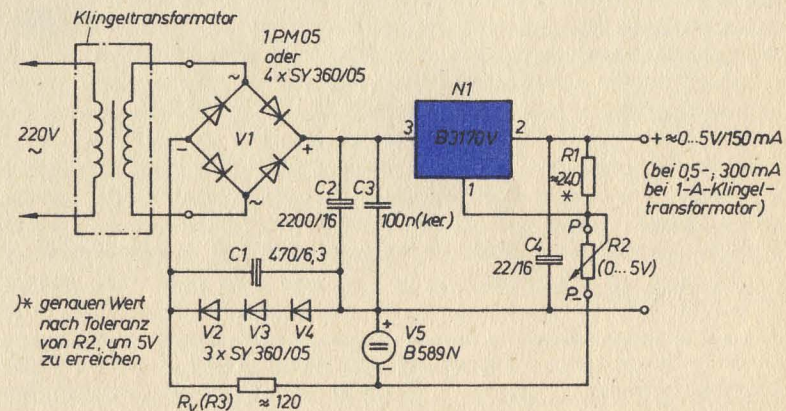 Klingeltransformator
1PM05
oder
4 x SY360/05
220V
~
~
V1
-
+
~
N1
3
B3170V
2
1
+ ≈0...5V/150 mA
(bei 0,5-; 300 mA
bei 1-A-Klingel-
transformator)
R1
≈240
*
C2
2200/16
C3
100n(ker.)
P
R2
(0...5V)
P_
C4
22/16
C1
470/6,3
)* genauen Wert
nach Toleranz
von R2, um 5V
zu erreichen
V2
V3
V4
3 x SY360/05
+
V5
B589N
-
Rv (R3)
≈ 120